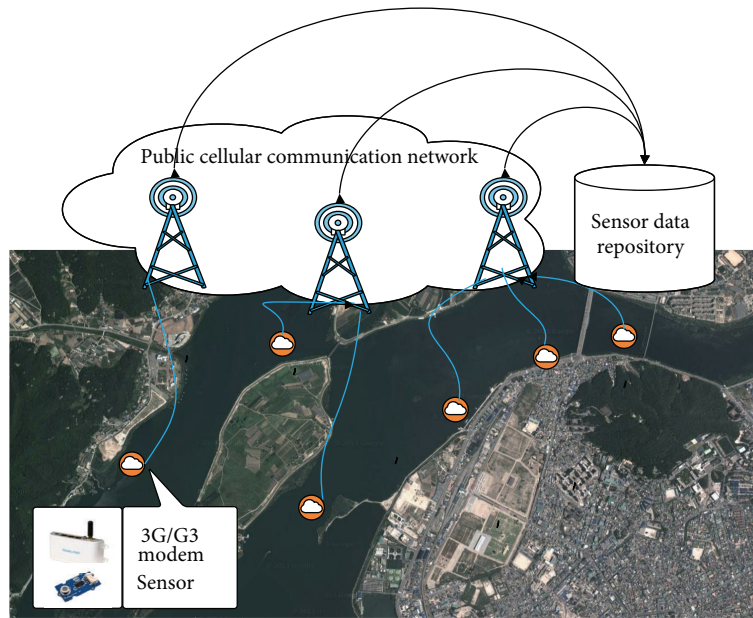 Public cellular communication network
Sensor data
repository
3G/G3
modem
Sensor